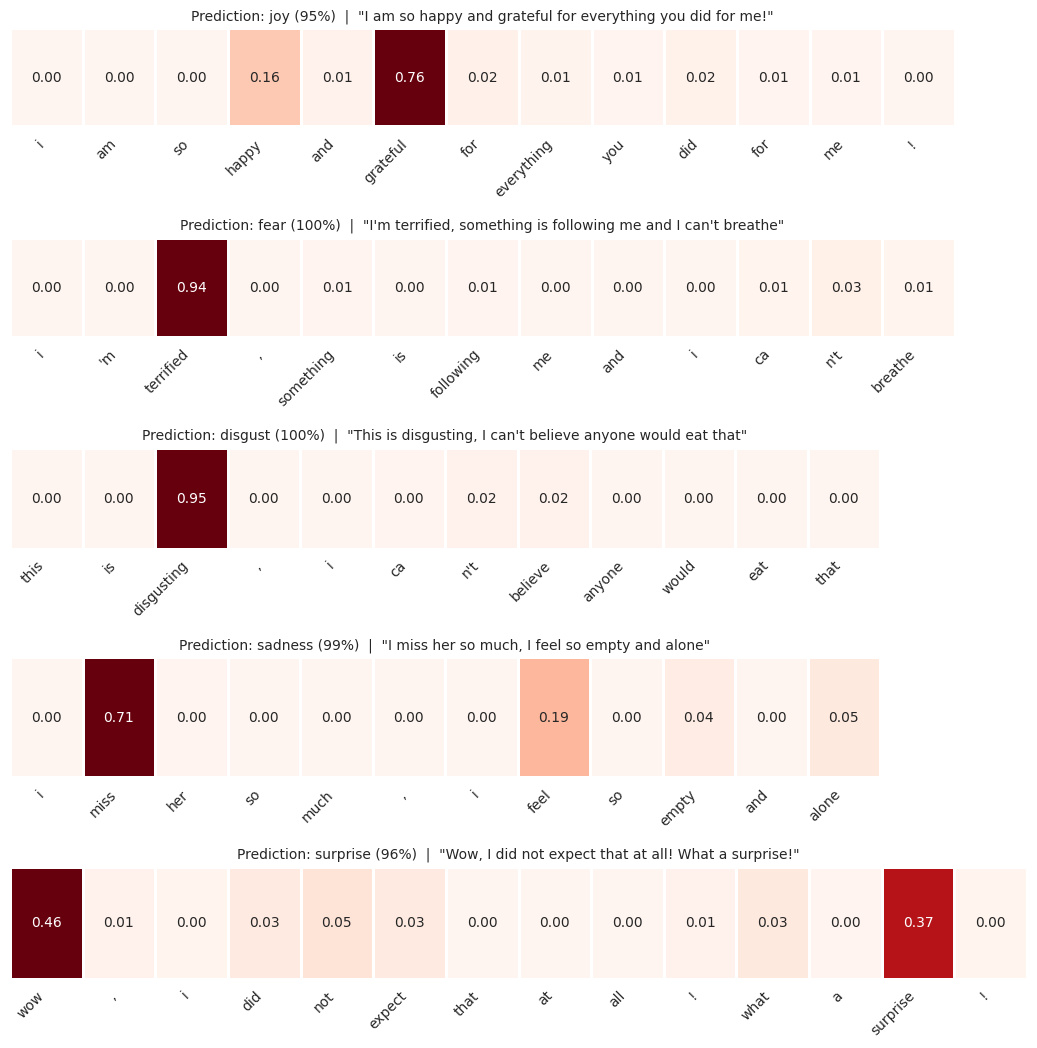 Prediction: joy (95%)  |  "I am so happy and grateful for everything you did for me!"
0.00 0.00 0.00 0.16 0.01 0.76 0.02 0.01 0.01 0.02 0.01 0.01 0.00
i am so happy and grateful for everything you did for me !
Prediction: fear (100%)  |  "I'm terrified, something is following me and I can't breathe"
0.00 0.00 0.94 0.00 0.01 0.00 0.01 0.00 0.00 0.00 0.01 0.03 0.01
i 'm terrified , something is following me and i ca n't breathe
Prediction: disgust (100%)  |  "This is disgusting, I can't believe anyone would eat that"
0.00 0.00 0.95 0.00 0.00 0.00 0.02 0.02 0.00 0.00 0.00 0.00
this is disgusting , i ca n't believe anyone would eat that
Prediction: sadness (99%)  |  "I miss her so much, I feel so empty and alone"
0.00 0.71 0.00 0.00 0.00 0.00 0.00 0.19 0.00 0.04 0.00 0.05
i miss her so much , i feel so empty and alone
Prediction: surprise (96%)  |  "Wow, I did not expect that at all! What a surprise!"
0.46 0.01 0.00 0.03 0.05 0.03 0.00 0.00 0.00 0.01 0.03 0.00 0.37 0.00
wow , i did not expect that at all ! what a surprise !